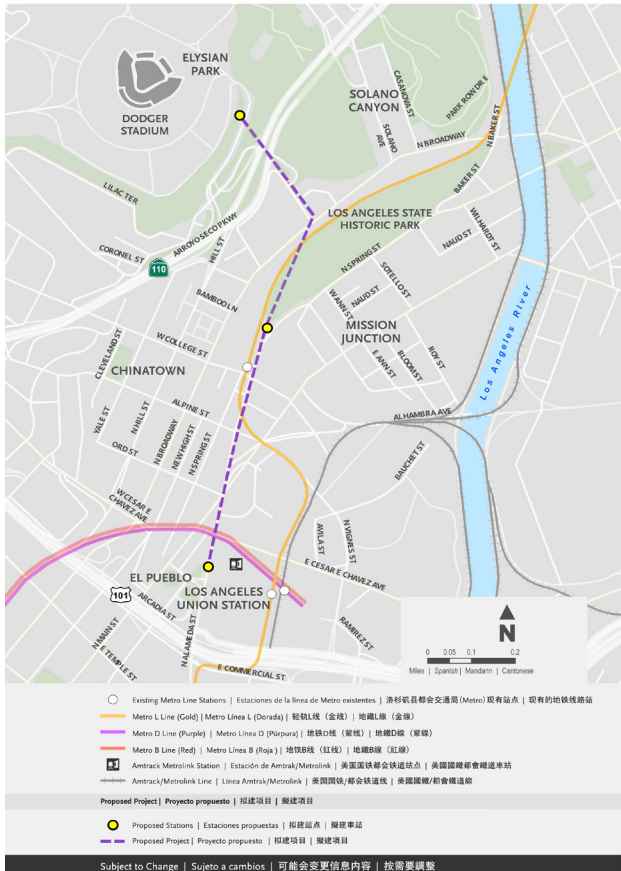 ELYSIAN
PARK
DODGER
STADIUM
SOLANO
CANYON
CASANOVA ST
PARK ROW DR E
SOLANO
AVE
N BROADWAY
N BAKER ST
BAKER ST
LILAC TER
ARROYO SECO PKWY
HILL ST
CORONEL ST
110
LOS ANGELES STATE
HISTORIC PARK
WILHARDT ST
NAUD ST
N SPRING ST
SOTELLO ST
BAMBOO LN
NAUD ST
W ANN ST
MISSION
JUNCTION
ROY ST
BLOOM ST
E ANN ST
Los Angeles River
W COLLEGE ST
CLEVELAND ST
CHINATOWN
ALPINE ST
YALE ST
N HILL ST
N BROADWAY
NEW HIGH ST
N SPRING ST
ORD ST
ALHAMBRA AVE
BAUCHET ST
W CESAR E
CHAVEZ AVE
AVILA ST
N VIGNES ST
E CESAR E CHAVEZ AVE
EL PUEBLO
LOS ANGELES
UNION STATION
101
ARCADIA ST
N MAIN ST
E TEMPLE ST
N ALAMEDA ST
RAMIREZ ST
E COMMERCIAL ST
N
0 0.05 0.1 0.2
Miles | Spanish | Mandarin | Cantonese
Existing Metro Line Stations | Estaciones de la línea de Metro existentes | 洛杉矶县都会交通局(Metro)现有站点 | 現有的地鐵線路站
Metro L Line (Gold) | Metro Línea L (Dorada) | 轻轨L线（金线） | 地鐵L線（金線）
Metro D Line (Purple) | Metro Línea D (Púrpura) | 地铁D线（紫线） | 地鐵D線（紫線）
Metro B Line (Red) | Metro Línea B (Roja) | 地铁B线（红线） | 地鐵B線（紅線）
Amtrack Metrolink Station | Estación de Amtrak/Metrolink | 美国国铁都会铁道站点 | 美國國鐵都會鐵道車站
Amtrack/Metrolink Line | Línea Amtrak/Metrolink | 美国国铁/都会铁道线 | 美國國鐵/都會鐵道線
Proposed Project | Proyecto propuesto | 拟建项目 | 擬建項目
Proposed Stations | Estaciones propuestas | 拟建站点 | 擬建車站
Proposed Project | Proyecto propuesto | 拟建项目 | 擬建項目
Subject to Change | Sujeto a cambios | 可能会变更信息内容 | 按需要調整